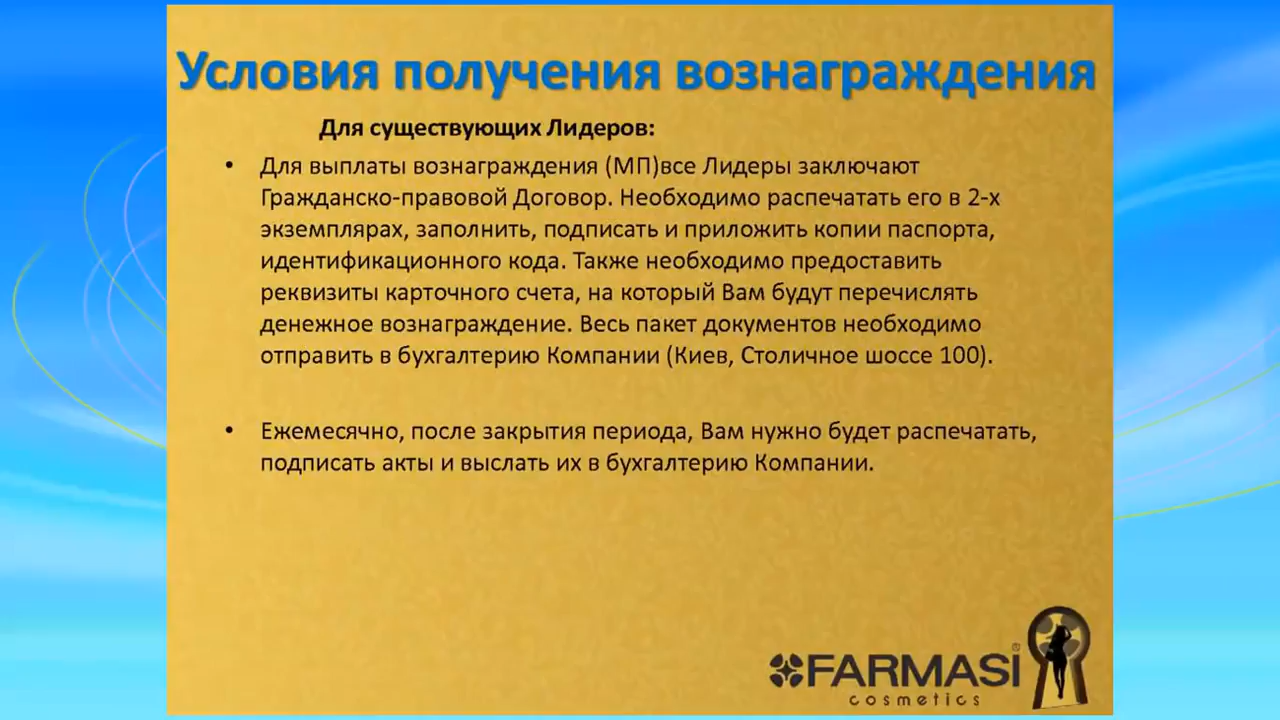 Условия получения вознаграждения
Для существующих Лидеров:
• Для выплаты вознаграждения (МП)все Лидеры заключают
Гражданско-правовой Договор. Необходимо распечатать его в 2-х
экземплярах, заполнить, подписать и приложить копии паспорта,
идентификационного кода. Также необходимо предоставить
реквизиты карточного счета, на который Вам будут перечислять
денежное вознаграждение. Весь пакет документов необходимо
отправить в бухгалтерию Компании (Киев, Столичное шоссе 100).
• Ежемесячно, после закрытия периода, Вам нужно будет распечатать,
подписать акты и выслать их в бухгалтерию Компании.
FARMASi®
cosmetics